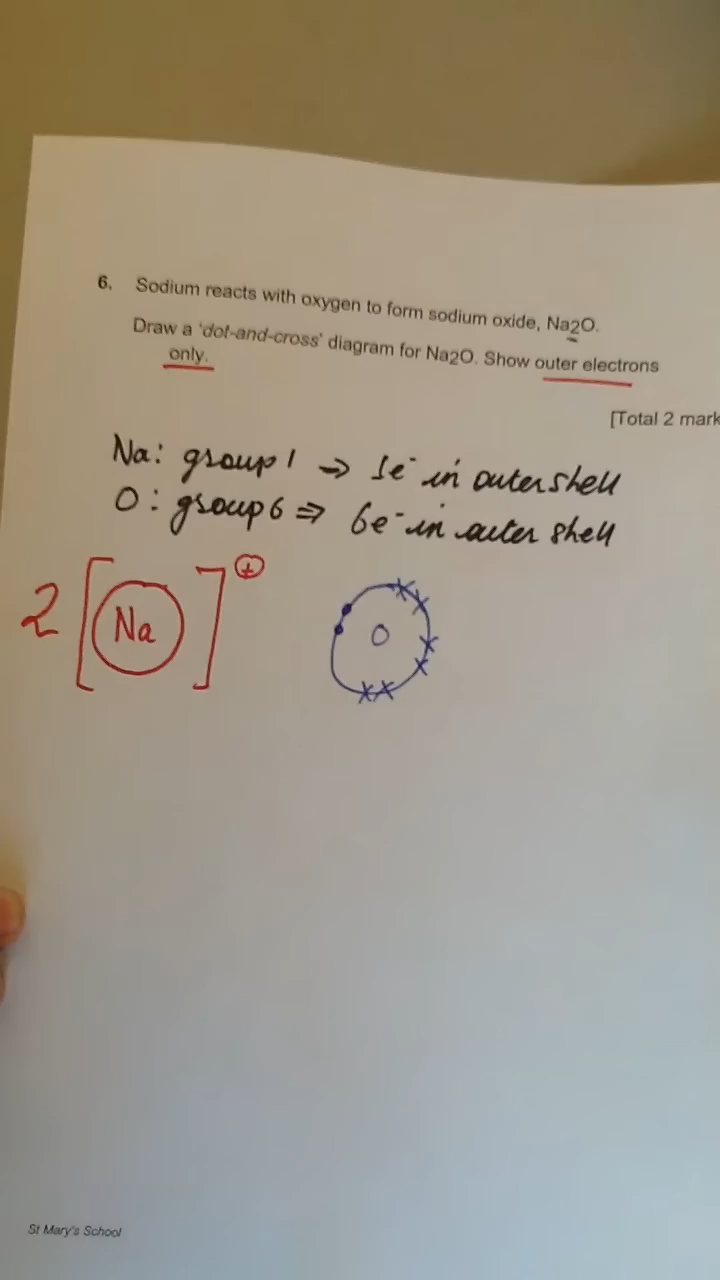 6. Sodium reacts with oxygen to form sodium oxide, Na2O.
Draw a 'dot-and-cross' diagram for Na2O. Show outer electrons
only.
[Total 2 mark
Na: group 1 → 1e⁻ in outer shell
O: group 6 ⇒ 6e⁻ in outer shell
2 [Na]⊕ O
St Mary's School